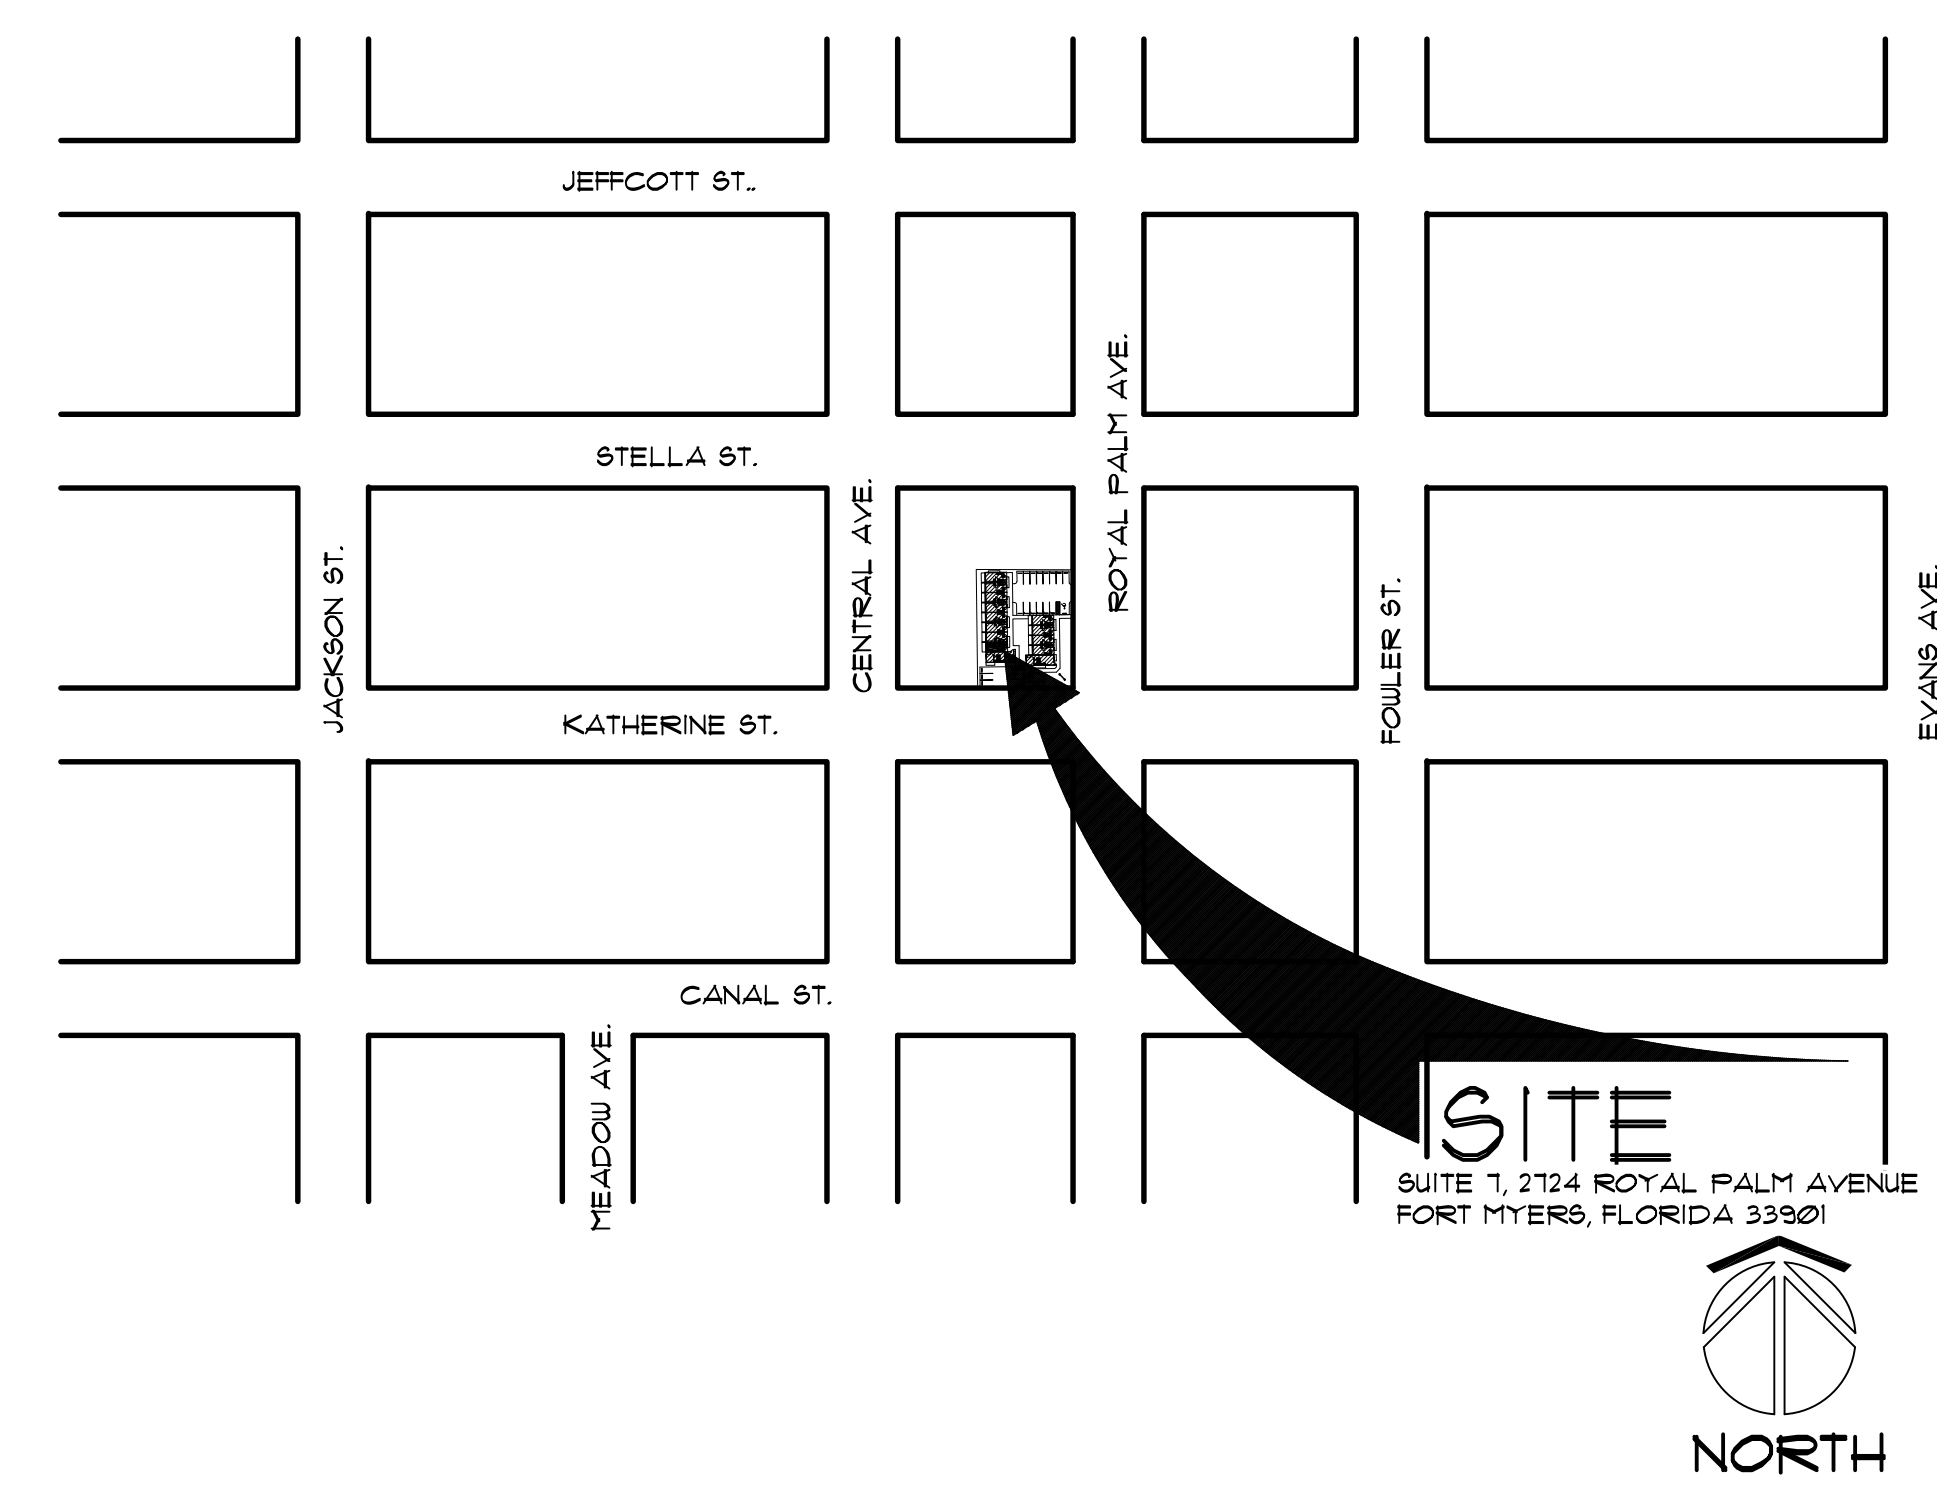 JEFFCOTT ST..
STELLA ST.
ROYAL PALM AVE.
CENTRAL AVE.
JACKSON ST.
FOWLER ST.
EVANS AVE.
KATHERINE ST.
CANAL ST.
MEADOW AVE.
SITE
SUITE 7, 2724 ROYAL PALM AVENUE
FORT MYERS, FLORIDA 33901
NORTH